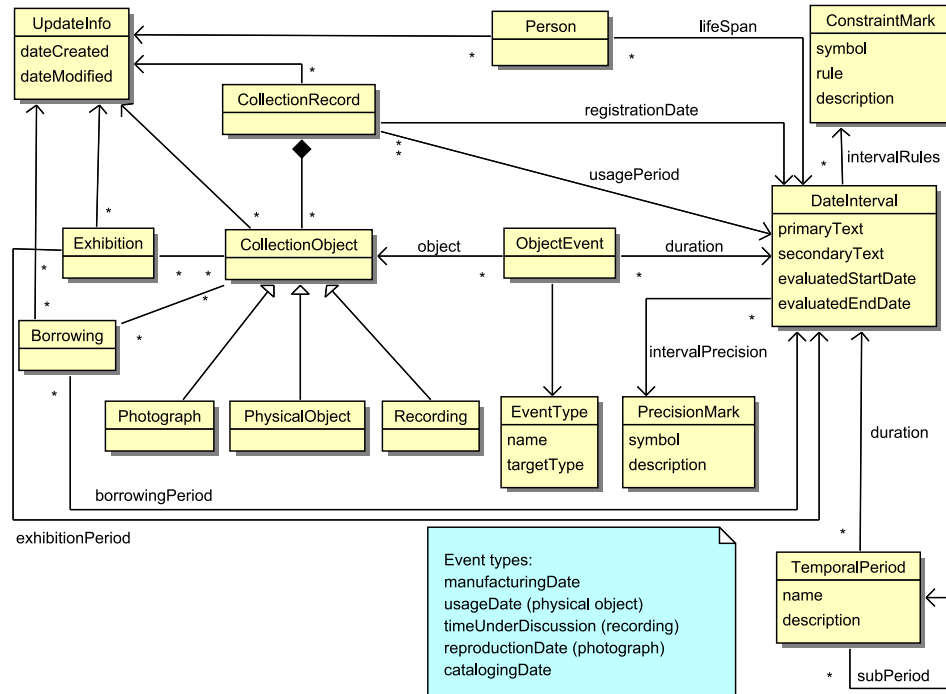 UpdateInfo
dateCreated
dateModified
Person
*
*
lifeSpan
ConstraintMark
symbol
rule
description
*
CollectionRecord
*
*
registrationDate
usagePeriod
*
intervalRules
DateInterval
primaryText
secondaryText
evaluatedStartDate
evaluatedEndDate
*
*
*
Exhibition
*
*
*
CollectionObject
object
*
ObjectEvent
*
duration
*
Borrowing
*
*
*
intervalPrecision
Photograph
PhysicalObject
Recording
EventType
name
targetType
PrecisionMark
symbol
description
duration
borrowingPeriod
exhibitionPeriod
*
Event types:
manufacturingDate
usageDate (physical object)
timeUnderDiscussion (recording)
reproductionDate (photograph)
catalogingDate
TemporalPeriod
name
description
*
subPeriod